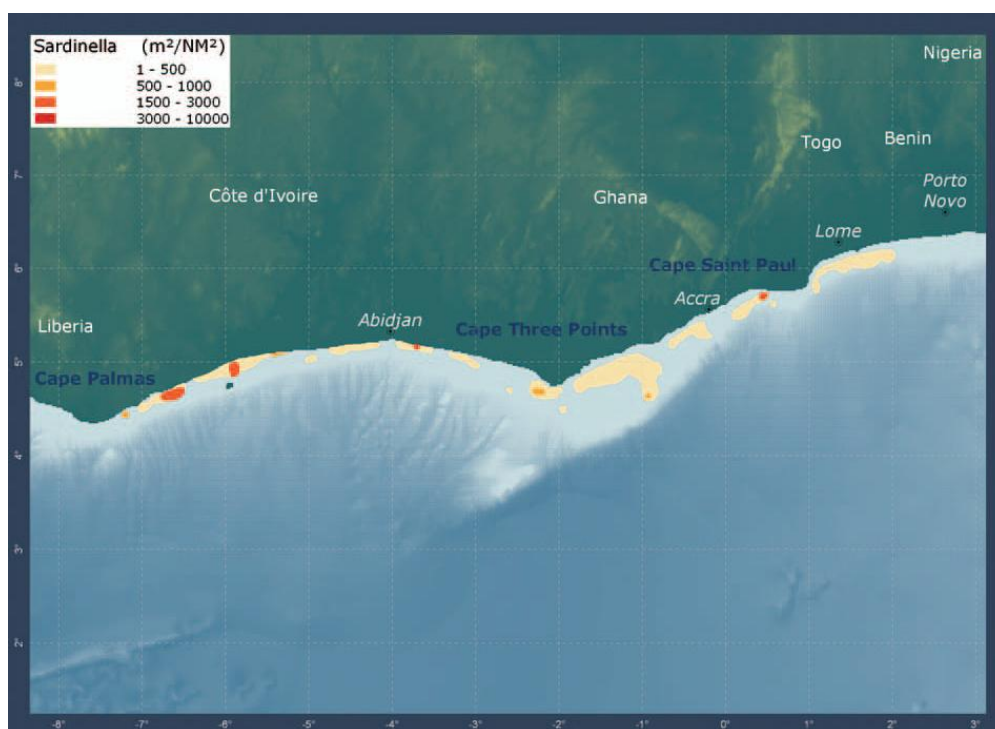 Sardinella (m²/NM²)
1 - 500
500 - 1000
1500 - 3000
3000 - 10000
Nigeria
Togo
Benin
Porto
Novo
Côte d'Ivoire
Ghana
Lome
Cape Saint Paul
Accra
Liberia
Abidjan
Cape Three Points
Cape Palmas
8°
7°
6°
5°
4°
3°
2°
-8° -7° -6° -5° -4° -3° -2° -1° 0° 1° 2° 3°